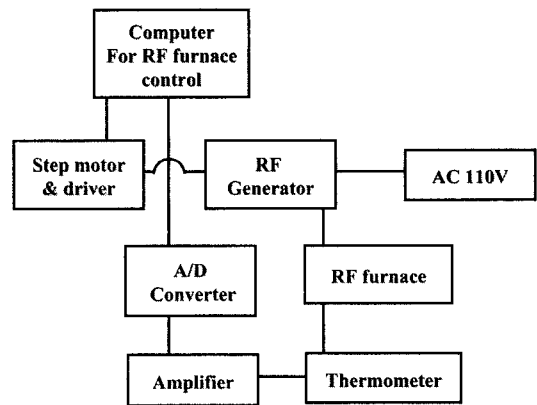 Computer
For RF furnace
control
Step motor
& driver
RF
Generator
AC 110V
A/D
Converter
RF furnace
Amplifier
Thermometer